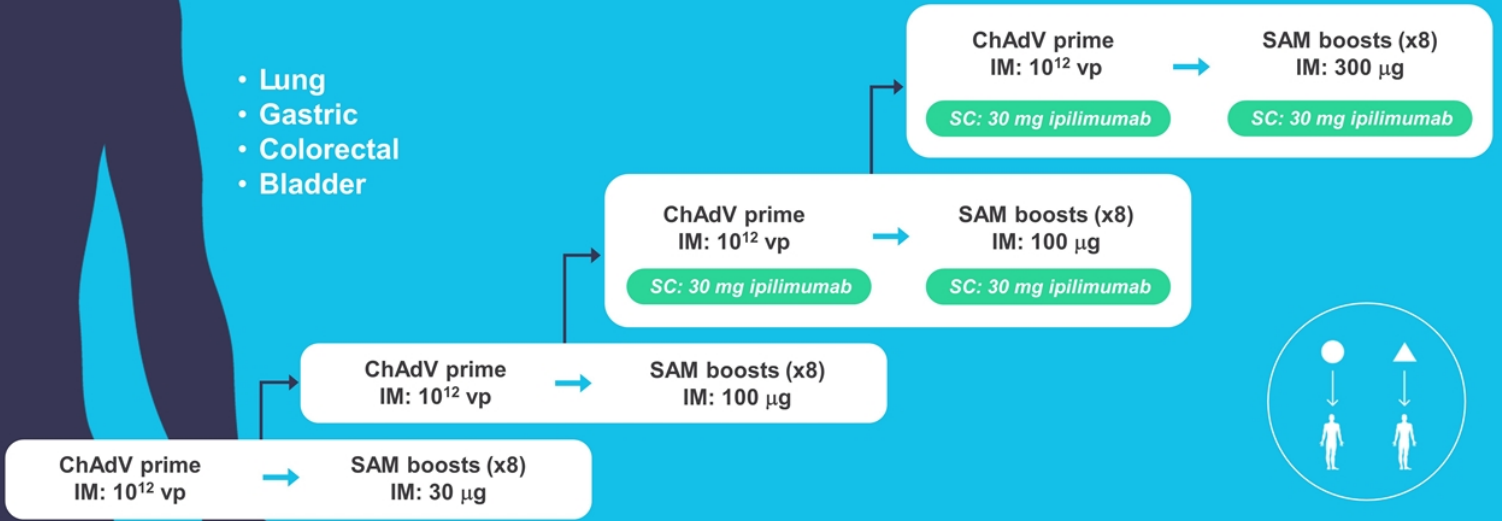 • Lung
• Gastric
• Colorectal
• Bladder
ChAdV prime
IM: 10¹² vp
SAM boosts (x8)
IM: 300 µg
SC: 30 mg ipilimumab
SC: 30 mg ipilimumab
ChAdV prime
IM: 10¹² vp
SAM boosts (x8)
IM: 100 µg
SC: 30 mg ipilimumab
SC: 30 mg ipilimumab
ChAdV prime
IM: 10¹² vp
SAM boosts (x8)
IM: 100 µg
ChAdV prime
IM: 10¹² vp
SAM boosts (x8)
IM: 30 µg